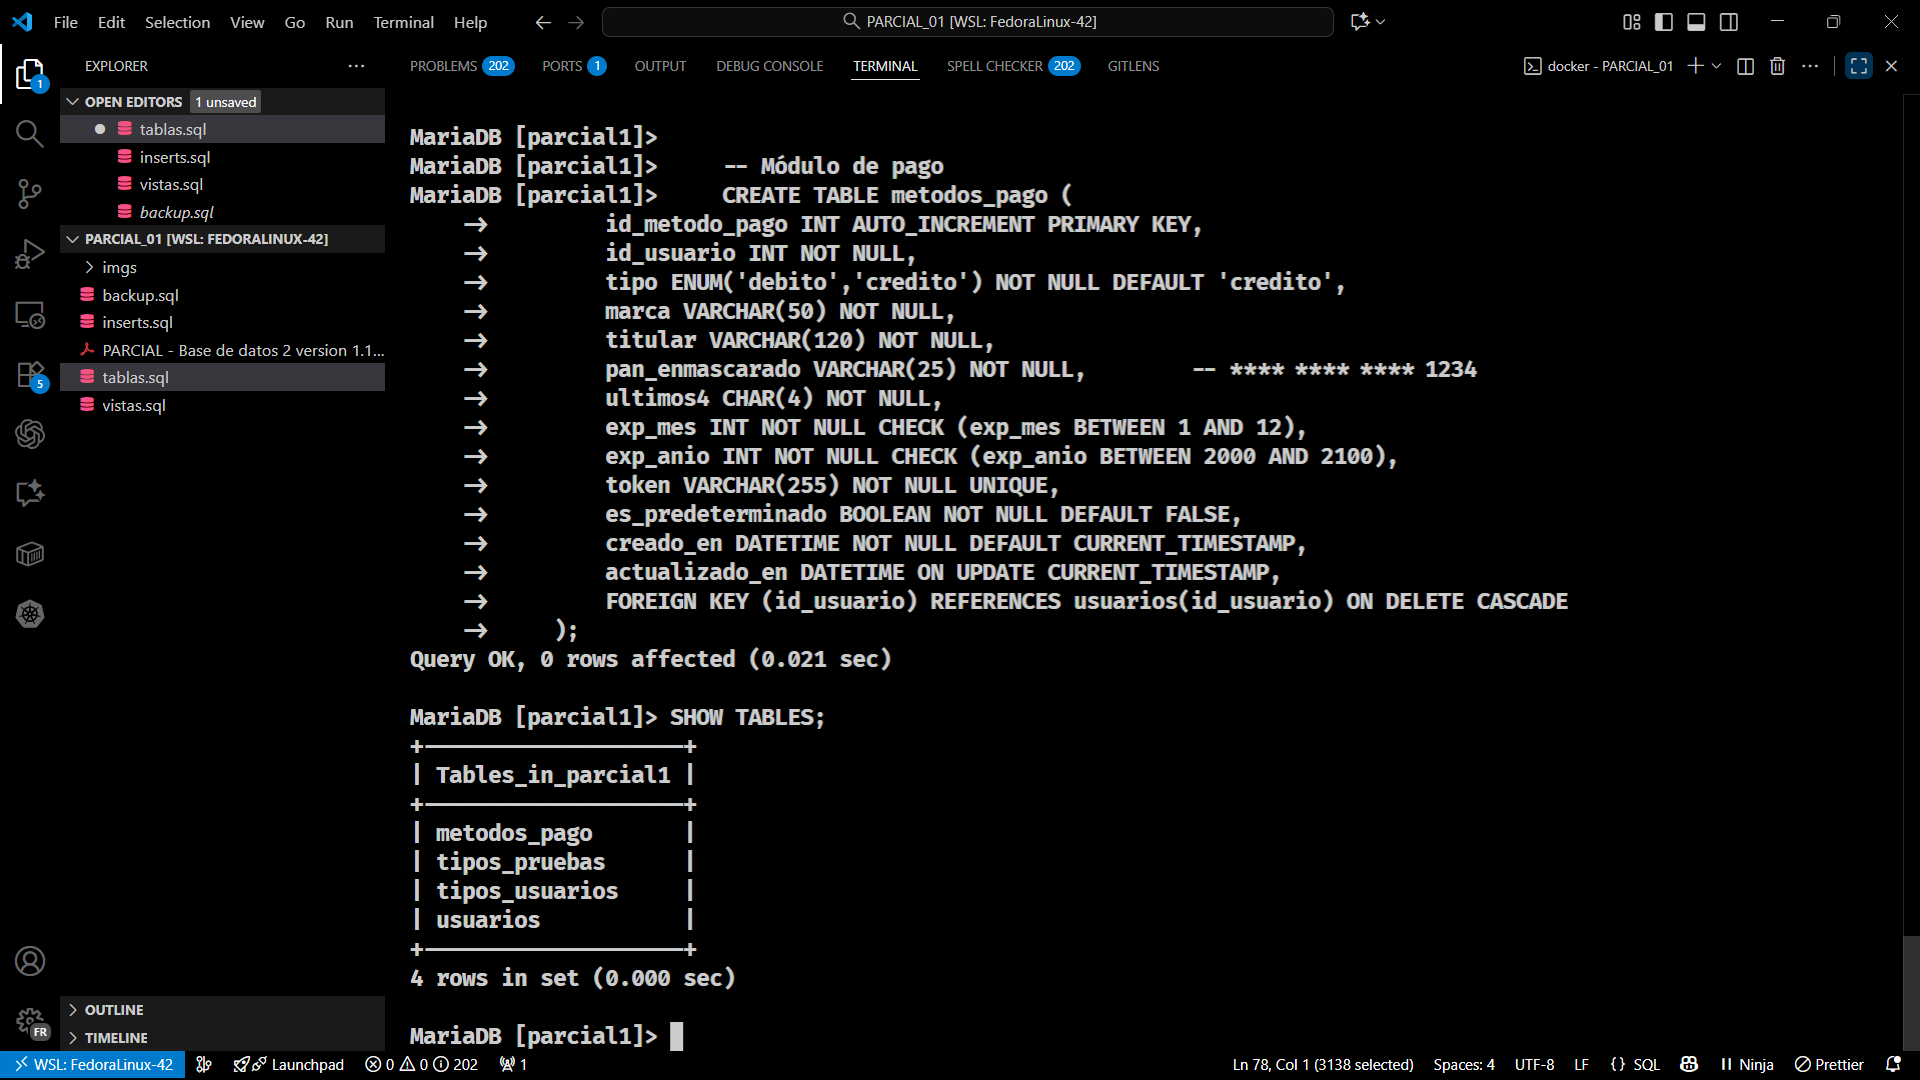 File Edit Selection View Go Run Terminal Help
PARCIAL_01 [WSL: FedoraLinux-42]
EXPLORER
OPEN EDITORS 1 unsaved
tablas.sql
inserts.sql
vistas.sql
backup.sql
PARCIAL_01 [WSL: FEDORALINUX-42]
imgs
backup.sql
inserts.sql
PARCIAL - Base de datos 2 version 1.1...
tablas.sql
vistas.sql
OUTLINE
TIMELINE
1
5
FR
PROBLEMS 202 PORTS 1 OUTPUT DEBUG CONSOLE TERMINAL SPELL CHECKER 202 GITLENS
docker - PARCIAL_01
MariaDB [parcial1]>
MariaDB [parcial1]> -- Módulo de pago
MariaDB [parcial1]> CREATE TABLE metodos_pago (
-> id_metodo_pago INT AUTO_INCREMENT PRIMARY KEY,
-> id_usuario INT NOT NULL,
-> tipo ENUM('debito','credito') NOT NULL DEFAULT 'credito',
-> marca VARCHAR(50) NOT NULL,
-> titular VARCHAR(120) NOT NULL,
-> pan_enmascarado VARCHAR(25) NOT NULL, -- **** **** **** 1234
-> ultimos4 CHAR(4) NOT NULL,
-> exp_mes INT NOT NULL CHECK (exp_mes BETWEEN 1 AND 12),
-> exp_anio INT NOT NULL CHECK (exp_anio BETWEEN 2000 AND 2100),
-> token VARCHAR(255) NOT NULL UNIQUE,
-> es_predeterminado BOOLEAN NOT NULL DEFAULT FALSE,
-> creado_en DATETIME NOT NULL DEFAULT CURRENT_TIMESTAMP,
-> actualizado_en DATETIME ON UPDATE CURRENT_TIMESTAMP,
-> FOREIGN KEY (id_usuario) REFERENCES usuarios(id_usuario) ON DELETE CASCADE
-> );
Query OK, 0 rows affected (0.021 sec)
MariaDB [parcial1]> SHOW TABLES;
+--------------------+
| Tables_in_parcial1 |
+--------------------+
| metodos_pago |
| tipos_pruebas |
| tipos_usuarios |
| usuarios |
+--------------------+
4 rows in set (0.000 sec)
MariaDB [parcial1]>
WSL: FedoraLinux-42 Launchpad 0 0 202 1 Ln 78, Col 1 (3138 selected) Spaces: 4 UTF-8 LF {} SQL Ninja Prettier